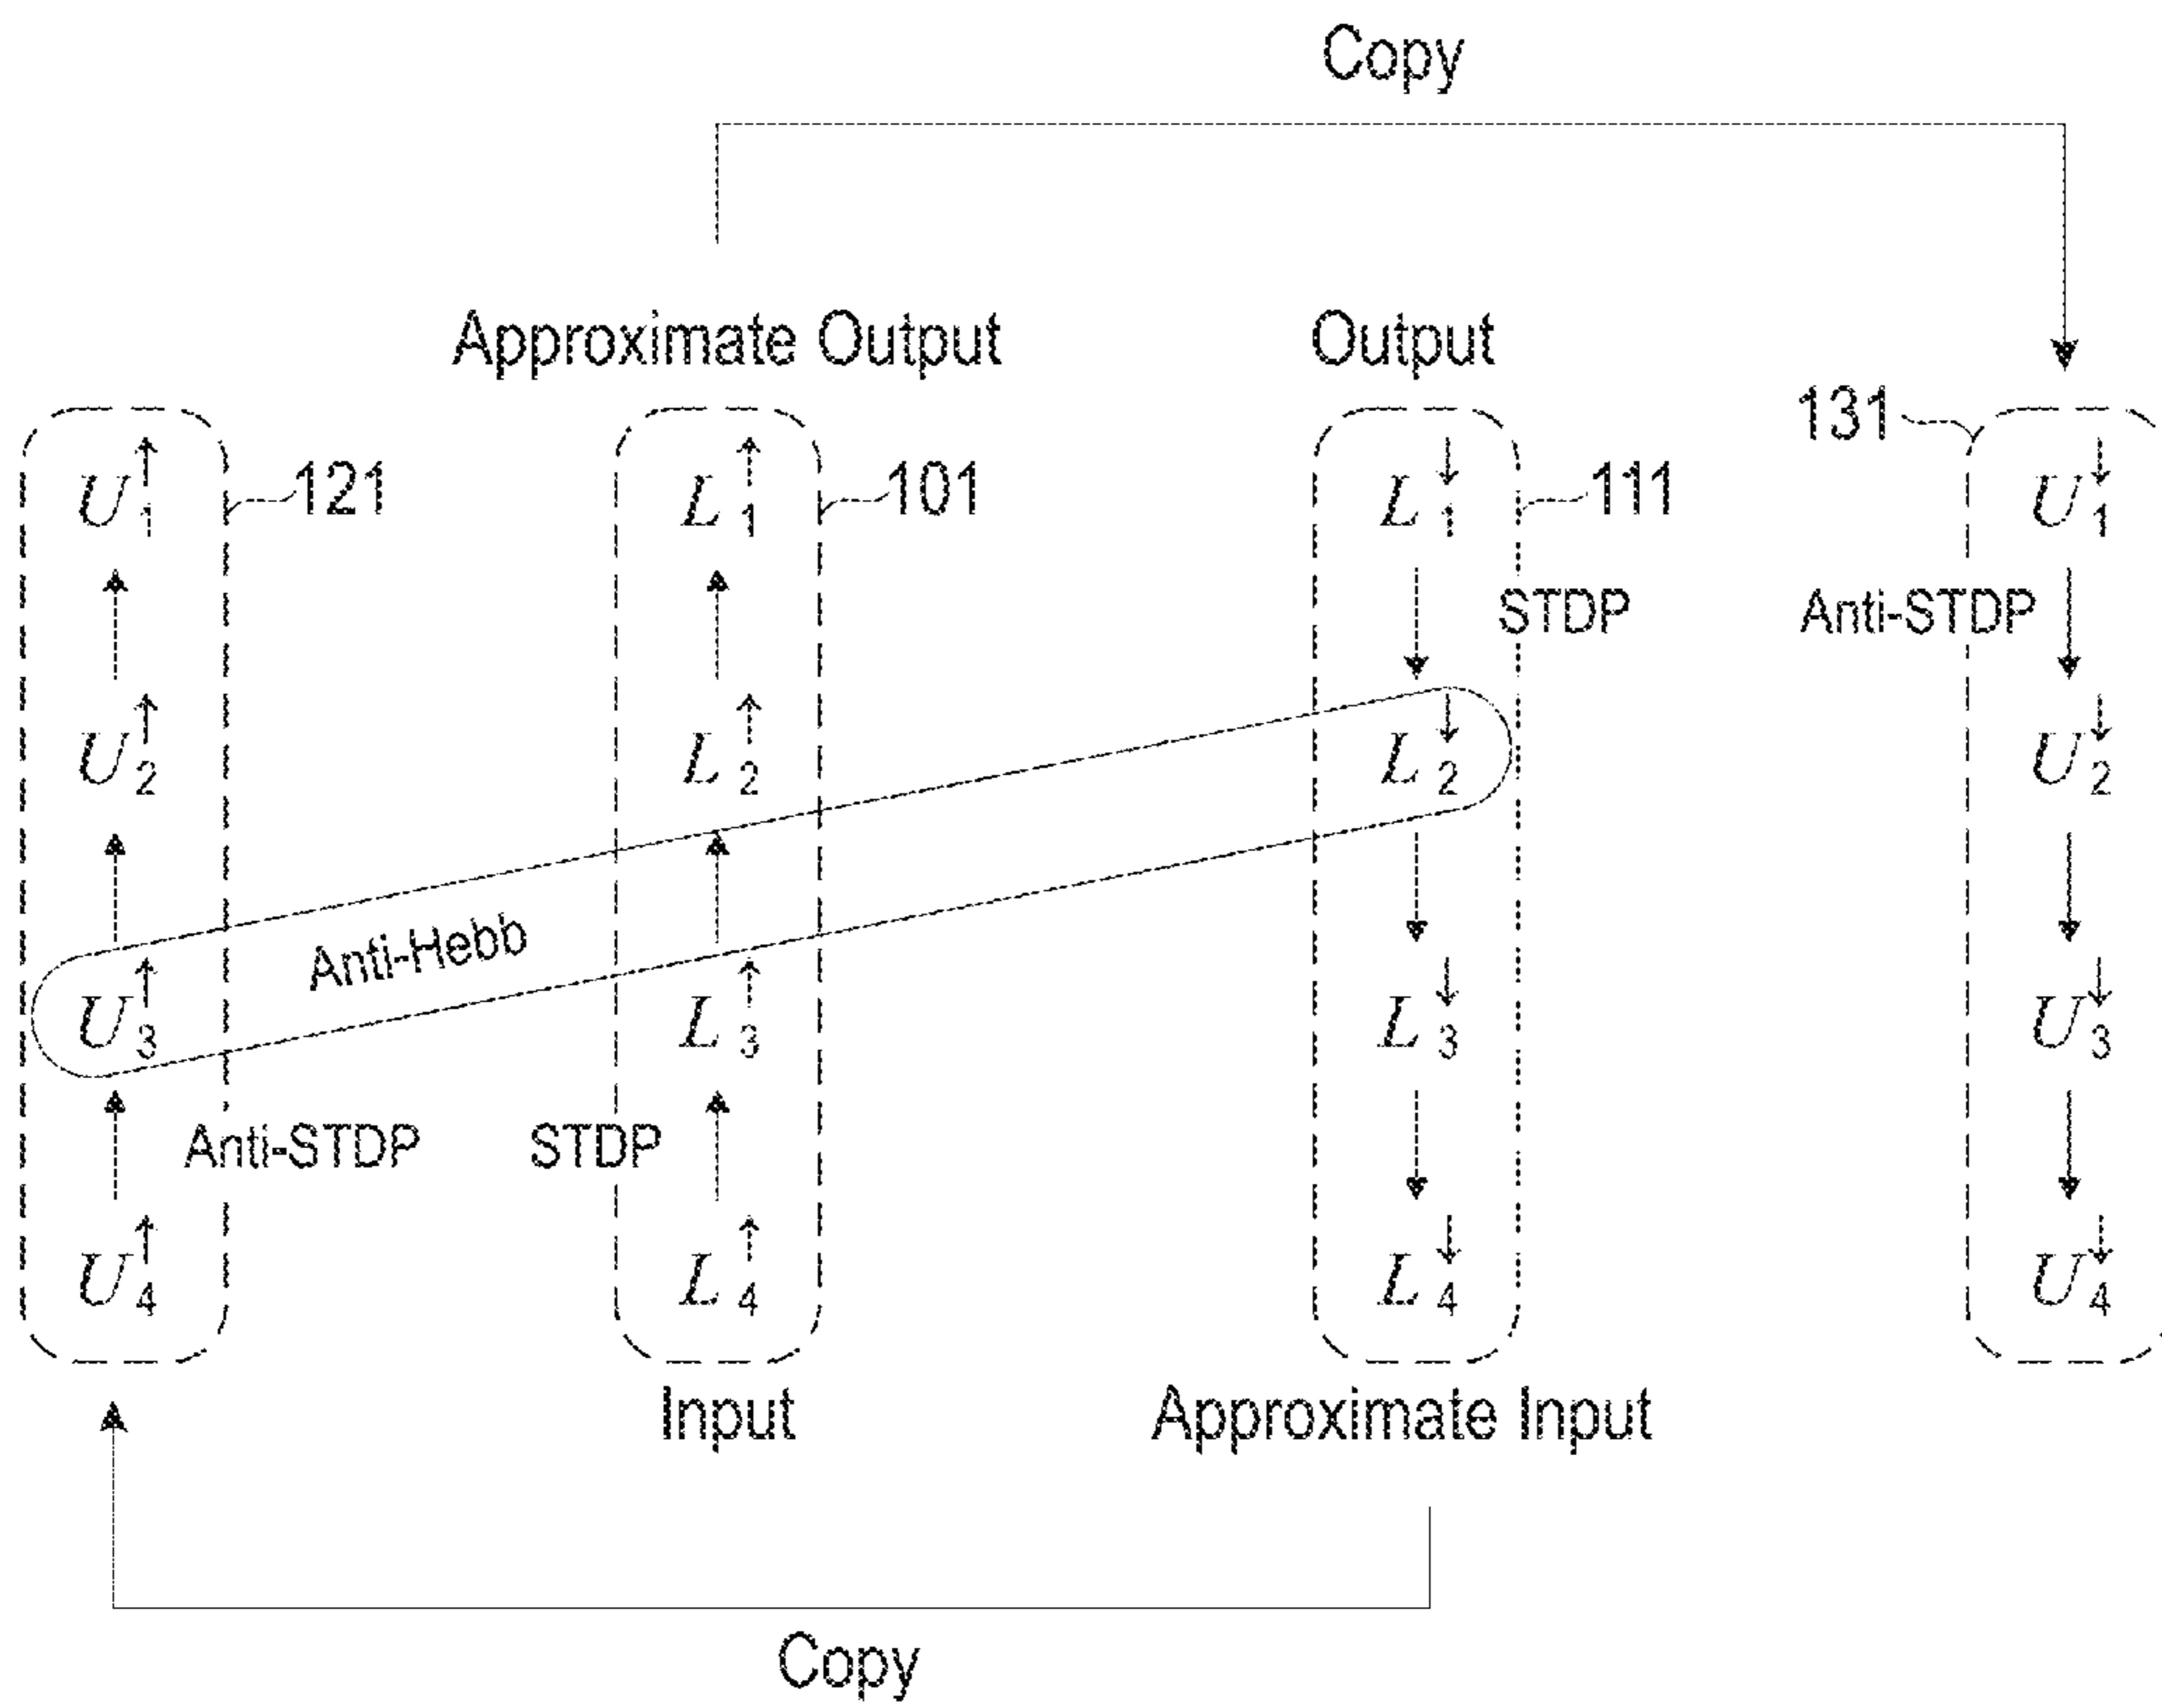 Copy
Approximate Output
Output
131
U↑1
121
L↑1
101
L↓1
111
U↓1
STDP
Anti-STDP
U↑2
L↑2
L↓2
U↓2
Anti-Hebb
U↑3
L↑3
L↓3
U↓3
Anti-STDP
STDP
U↑4
L↑4
L↓4
U↓4
Input
Approximate Input
Copy